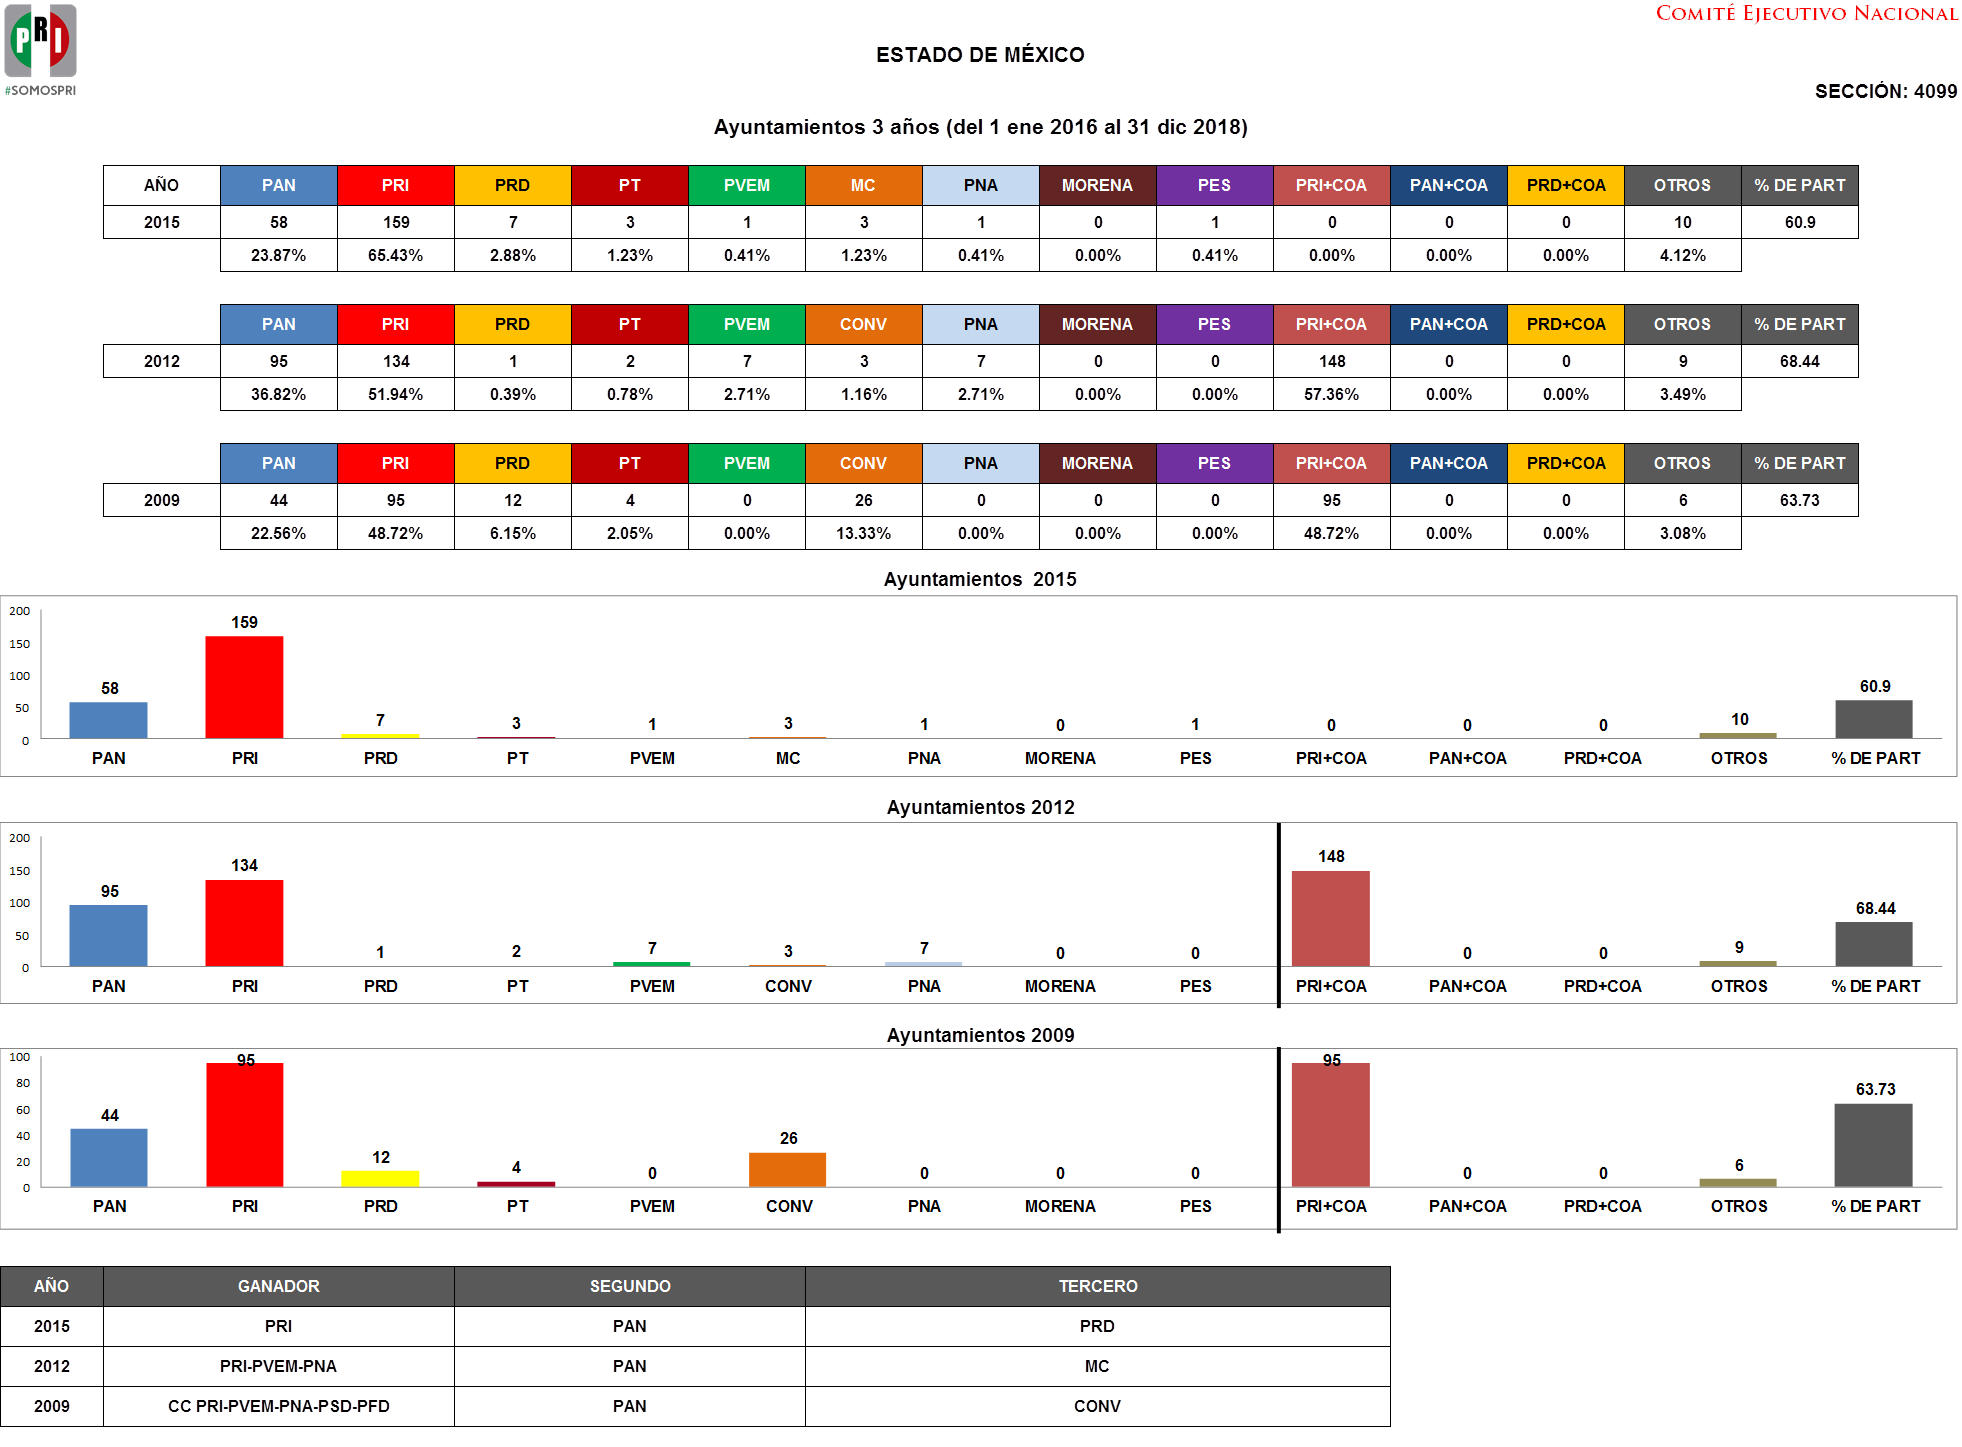 PRI
#SOMOSPRI
COMITÉ EJECUTIVO NACIONAL
ESTADO DE MÉXICO
SECCIÓN: 4099
Ayuntamientos 3 años (del 1 ene 2016 al 31 dic 2018)
AÑO PAN PRI PRD PT PVEM MC PNA MORENA PES PRI+COA PAN+COA PRD+COA OTROS % DE PART
2015 58 159 7 3 1 3 1 0 1 0 0 0 10 60.9
23.87% 65.43% 2.88% 1.23% 0.41% 1.23% 0.41% 0.00% 0.41% 0.00% 0.00% 0.00% 4.12%
PAN PRI PRD PT PVEM CONV PNA MORENA PES PRI+COA PAN+COA PRD+COA OTROS % DE PART
2012 95 134 1 2 7 3 7 0 0 148 0 0 9 68.44
36.82% 51.94% 0.39% 0.78% 2.71% 1.16% 2.71% 0.00% 0.00% 57.36% 0.00% 0.00% 3.49%
PAN PRI PRD PT PVEM CONV PNA MORENA PES PRI+COA PAN+COA PRD+COA OTROS % DE PART
2009 44 95 12 4 0 26 0 0 0 95 0 0 6 63.73
22.56% 48.72% 6.15% 2.05% 0.00% 13.33% 0.00% 0.00% 0.00% 48.72% 0.00% 0.00% 3.08%
Ayuntamientos 2015
200
150
100
50
0
58 159 7 3 1 3 1 0 1 0 0 0 10 60.9
PAN PRI PRD PT PVEM MC PNA MORENA PES PRI+COA PAN+COA PRD+COA OTROS % DE PART
Ayuntamientos 2012
200
150
100
50
0
95 134 1 2 7 3 7 0 0 148 0 0 9 68.44
PAN PRI PRD PT PVEM CONV PNA MORENA PES PRI+COA PAN+COA PRD+COA OTROS % DE PART
Ayuntamientos 2009
100
80
60
40
20
0
44 95 12 4 0 26 0 0 0 95 0 0 6 63.73
PAN PRI PRD PT PVEM CONV PNA MORENA PES PRI+COA PAN+COA PRD+COA OTROS % DE PART
AÑO GANADOR SEGUNDO TERCERO
2015 PRI PAN PRD
2012 PRI-PVEM-PNA PAN MC
2009 CC PRI-PVEM-PNA-PSD-PFD PAN CONV